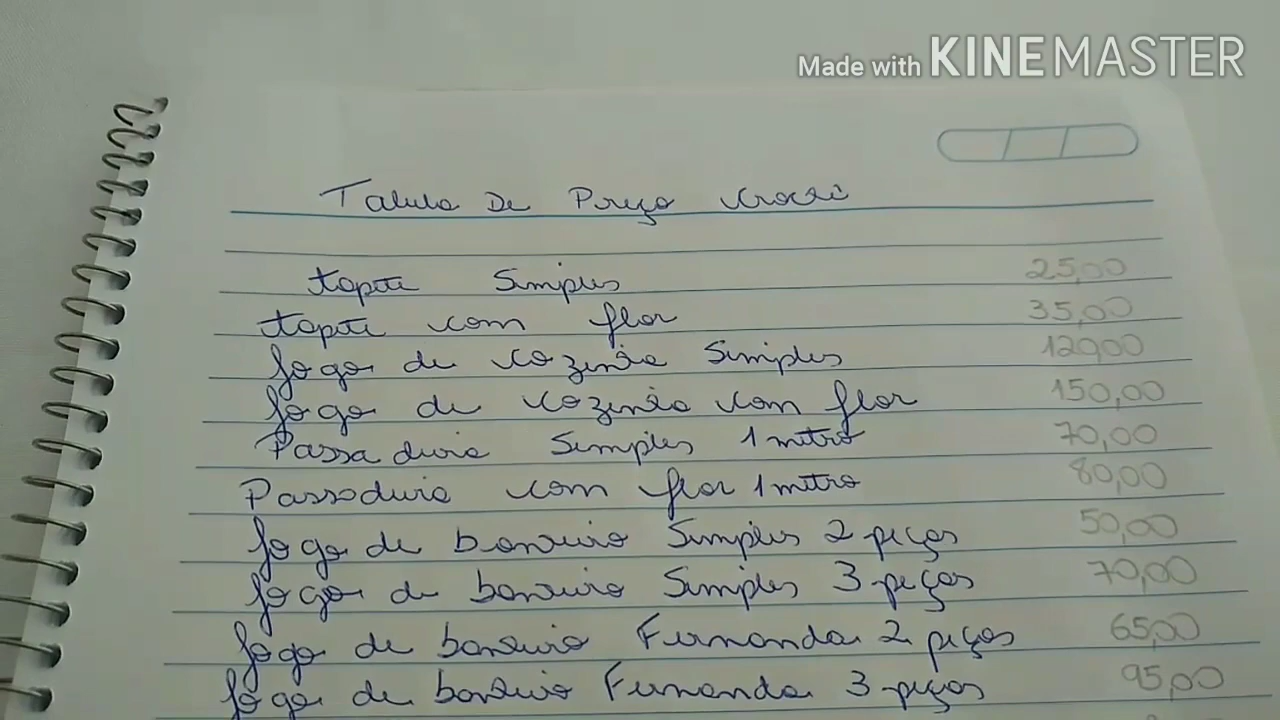 Made with KINEMASTER
Tabela De Preço Crochê
tapete Simples 25,00
tapete com flor 35,00
Jogo de cozinha Simples 12000
Jogo de cozinha com flor 150,00
Passadeira Simples 1 metro 70,00
Passadeira com flor 1 metro 80,00
Jogo de banheiro Simples 2 peças 50,00
Jogo de banheiro Simples 3 peças 70,00
Jogo de banheiro Fernanda 2 peças 65,00
Jogo de banheiro Fernanda 3 peças 95,00